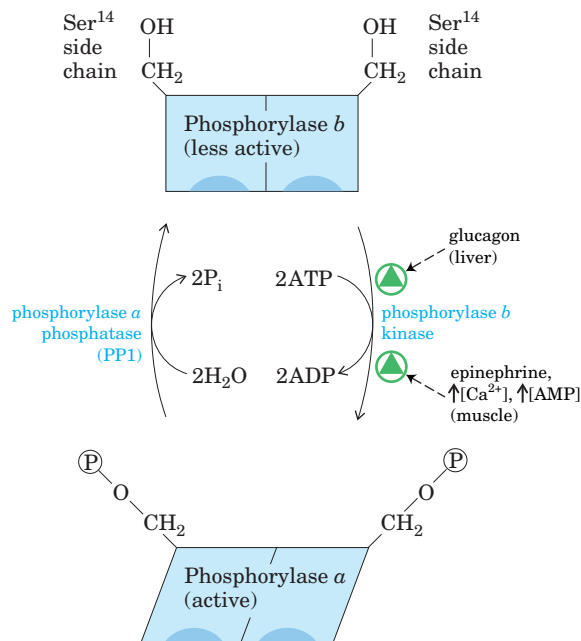 Ser¹⁴
side
chain
OH
CH₂
OH
CH₂
Ser¹⁴
side
chain
Phosphorylase b
(less active)
glucagon
(liver)
2Pᵢ
2ATP
phosphorylase a
phosphatase
(PP1)
phosphorylase b
kinase
2H₂O
2ADP
epinephrine,
↑[Ca²⁺], ↑[AMP]
(muscle)
P
O
CH₂
P
O
CH₂
Phosphorylase a
(active)